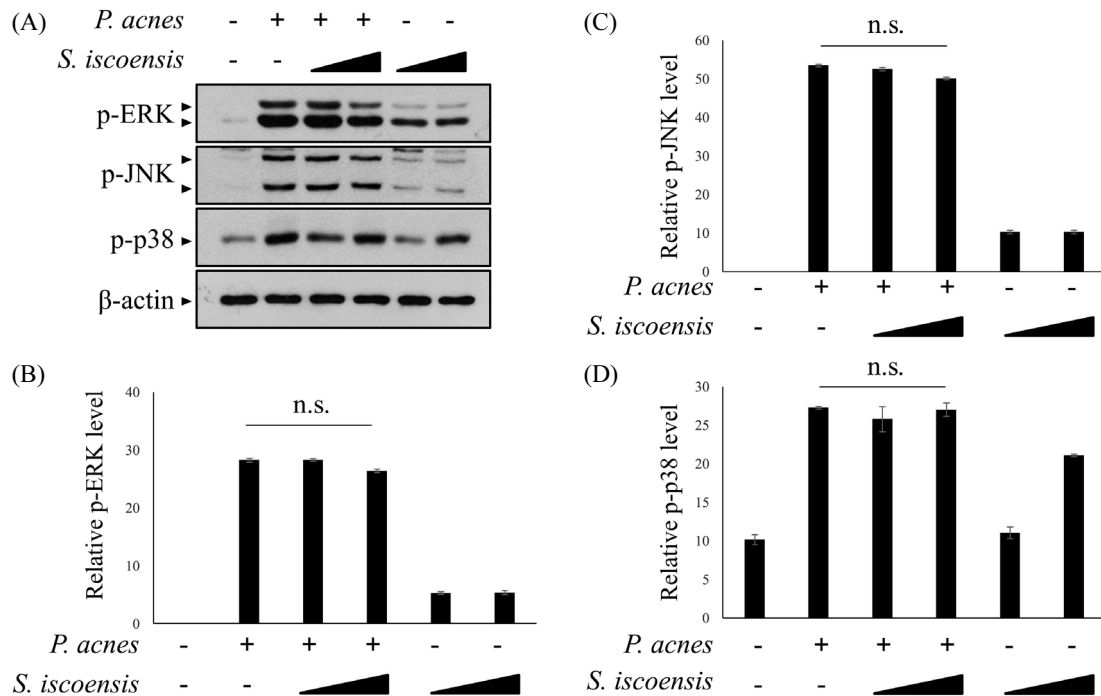 (A)
P. acnes - + + + - -
S. iscoensis - -
p-ERK
p-JNK
p-p38
β-actin
(B)
Relative p-ERK level
40
30
20
10
0
n.s.
P. acnes - + + + - -
S. iscoensis - -
(C)
Relative p-JNK level
60
50
40
30
20
10
0
n.s.
P. acnes - + + + - -
S. iscoensis - -
(D)
Relative p-p38 level
30
25
20
15
10
5
0
n.s.
P. acnes - + + + - -
S. iscoensis - -